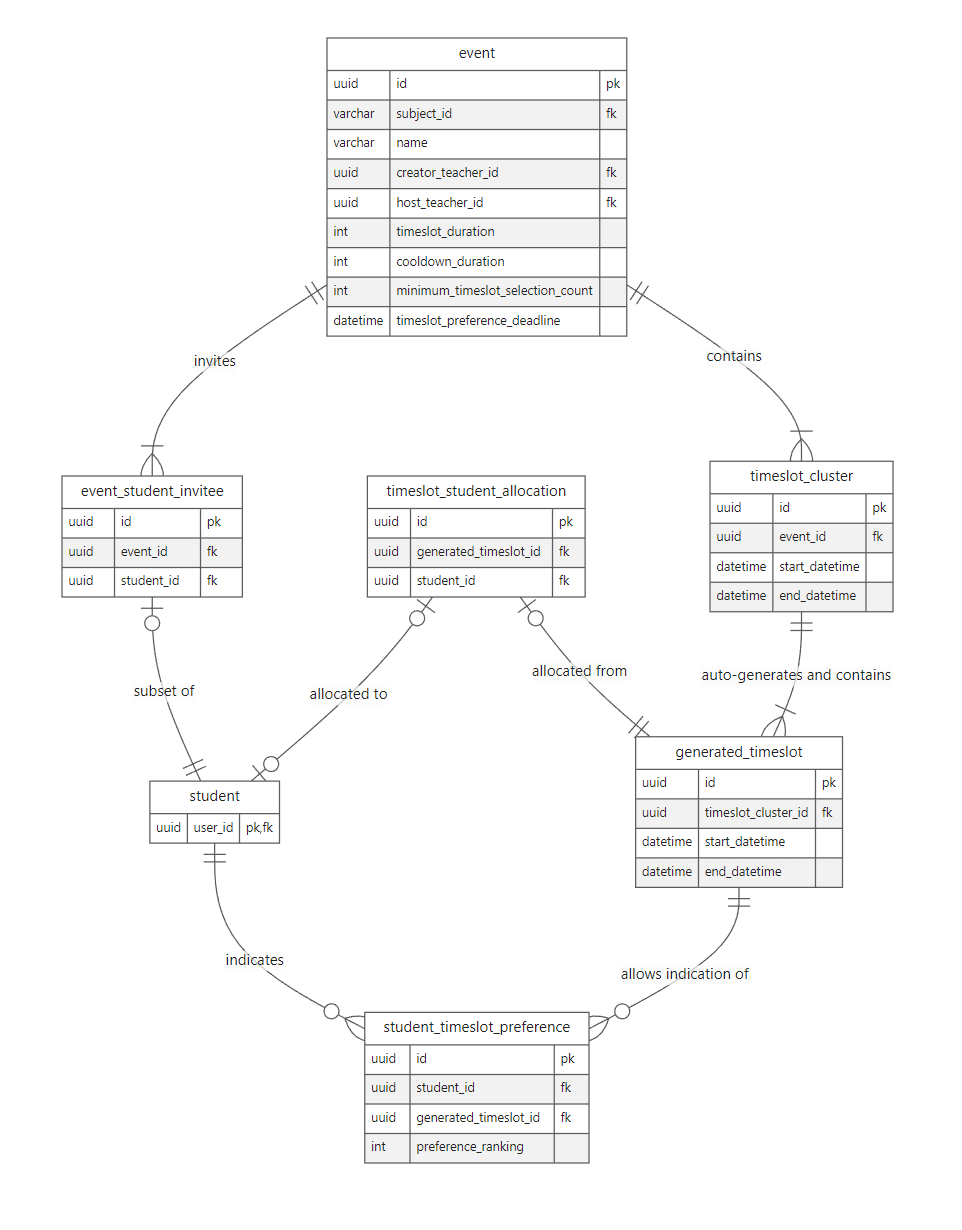 event
uuid id pk
varchar subject_id fk
varchar name
uuid creator_teacher_id fk
uuid host_teacher_id fk
int timeslot_duration
int cooldown_duration
int minimum_timeslot_selection_count
datetime timeslot_preference_deadline
invites
contains
event_student_invitee
uuid id pk
uuid event_id fk
uuid student_id fk
timeslot_student_allocation
uuid id pk
uuid generated_timeslot_id fk
uuid student_id fk
timeslot_cluster
uuid id pk
uuid event_id fk
datetime start_datetime
datetime end_datetime
subset of
allocated to
allocated from
auto-generates and contains
student
uuid user_id pk,fk
generated_timeslot
uuid id pk
uuid timeslot_cluster_id fk
datetime start_datetime
datetime end_datetime
indicates
allows indication of
student_timeslot_preference
uuid id pk
uuid student_id fk
uuid generated_timeslot_id fk
int preference_ranking